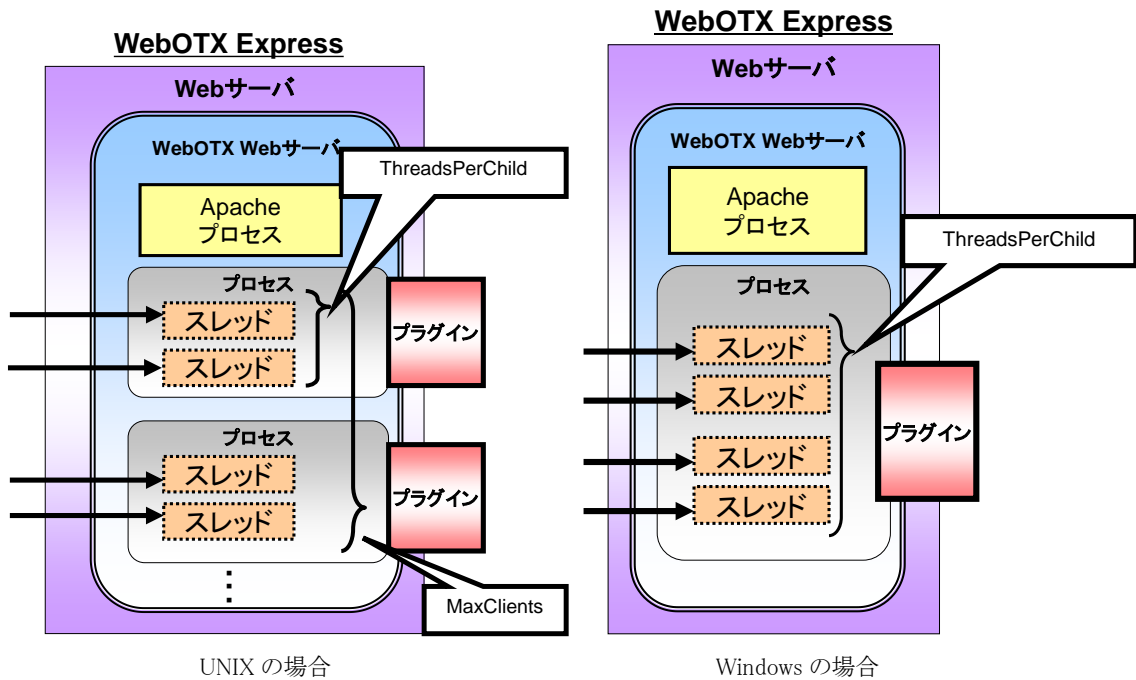 WebOTX Express
Webサーバ
WebOTX Webサーバ
ThreadsPerChild
Apache
プロセス
プロセス
スレッド
スレッド
プラグイン
プロセス
スレッド
スレッド
プラグイン
⋮
MaxClients
UNIX の場合
WebOTX Express
Webサーバ
WebOTX Webサーバ
Apache
プロセス
ThreadsPerChild
プロセス
スレッド
スレッド
スレッド
スレッド
プラグイン
Windows の場合